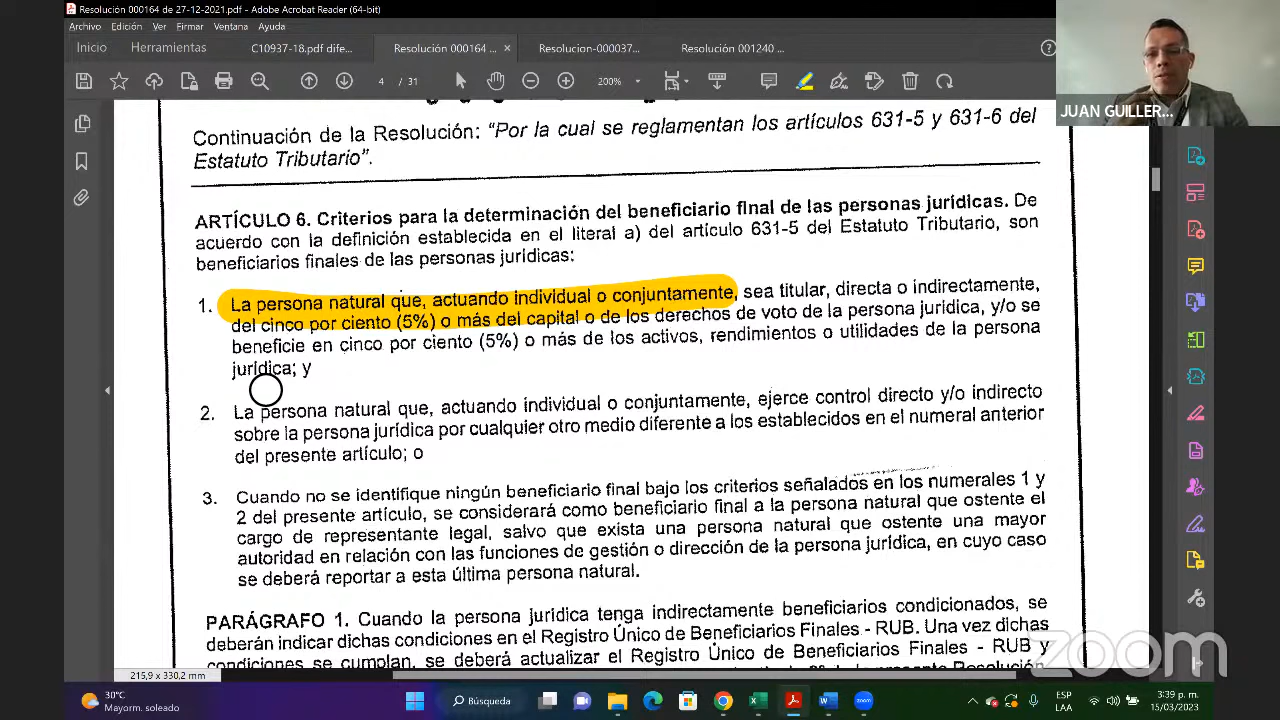 Resolución 000164 de 27-12-2021.pdf - Adobe Acrobat Reader (64-bit)
Archivo Edición Ver Firmar Ventana Ayuda
Inicio Herramientas C10937-18.pdf dife... Resolución 000164 ... × Resolucion-000037... Resolución 001240 ...
4 / 31 200%
JUAN GUILLER...
Continuación de la Resolución: “Por la cual se reglamentan los artículos 631-5 y 631-6 del
Estatuto Tributario”.
ARTÍCULO 6. Criterios para la determinación del beneficiario final de las personas jurídicas. De
acuerdo con la definición establecida en el literal a) del artículo 631-5 del Estatuto Tributario, son
beneficiarios finales de las personas jurídicas:
1. La persona natural que, actuando individual o conjuntamente, sea titular, directa o indirectamente,
del cinco por ciento (5%) o más del capital o de los derechos de voto de la persona jurídica, y/o se
beneficie en cinco por ciento (5%) o más de los activos, rendimientos o utilidades de la persona
jurídica; y
2. La persona natural que, actuando individual o conjuntamente, ejerce control directo y/o indirecto
sobre la persona jurídica por cualquier otro medio diferente a los establecidos en el numeral anterior
del presente artículo; o
3. Cuando no se identifique ningún beneficiario final bajo los criterios señalados en los numerales 1 y
2 del presente artículo, se considerará como beneficiario final a la persona natural que ostente el
cargo de representante legal, salvo que exista una persona natural que ostente una mayor
autoridad en relación con las funciones de gestión o dirección de la persona jurídica, en cuyo caso
se deberá reportar a esta última persona natural.
PARÁGRAFO 1. Cuando la persona jurídica tenga indirectamente beneficiarios condicionados, se
deberán indicar dichas condiciones en el Registro Único de Beneficiarios Finales - RUB. Una vez dichas
condiciones se cumplan, se deberá actualizar el Registro Único de Beneficiarios Finales - RUB y
presente Resolución
zoom
215,9 x 330,2 mm
30°C
Mayorm. soleado
Búsqueda
ESP
LAA
3:39 p. m.
15/03/2023